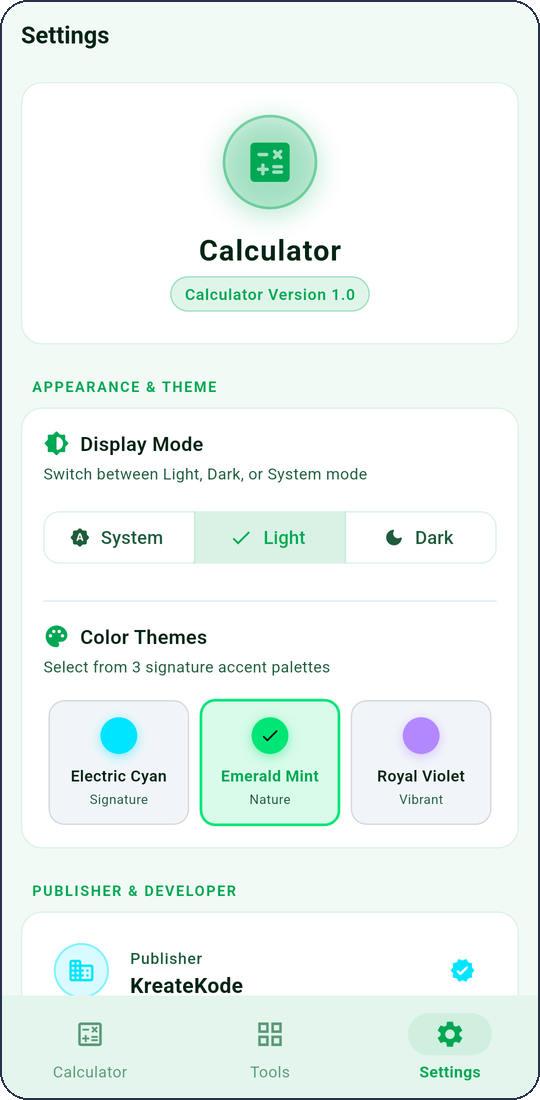 Settings
Calculator
Calculator Version 1.0
APPEARANCE & THEME
Display Mode
Switch between Light, Dark, or System mode
System
Light
Dark
Color Themes
Select from 3 signature accent palettes
Electric Cyan
Signature
Emerald Mint
Nature
Royal Violet
Vibrant
PUBLISHER & DEVELOPER
Publisher
KreateKode
Calculator
Tools
Settings